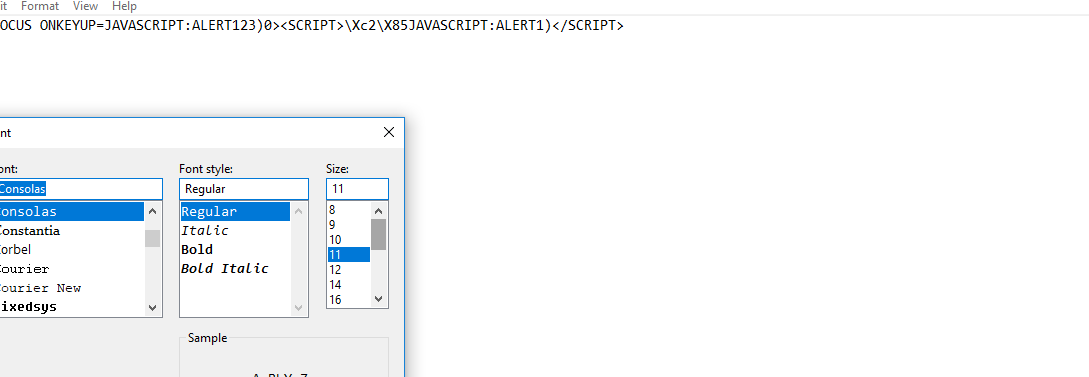 it Format View Help
OCUS ONKEYUP=JAVASCRIPT:ALERT123)0><SCRIPT>\Xc2\X85JAVASCRIPT:ALERT1)</SCRIPT>
nt
ont:
Font style:
Size:
Consolas
Regular
11
onsolas
onstantia
orbel
ourier
ourier New
ixedsys
Regular
Italic
Bold
Bold Italic
8
9
10
11
12
14
16
Sample